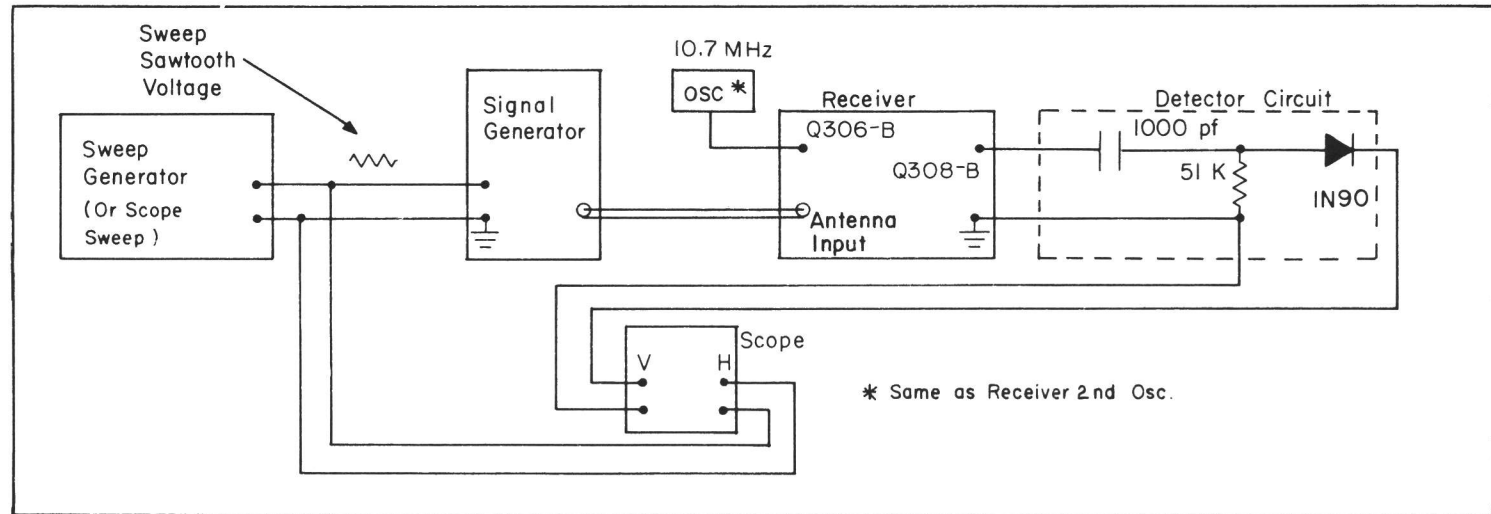 Sweep
Sawtooth
Voltage
Sweep
Generator
(Or Scope
Sweep)
Signal
Generator
10.7 MHz
OSC *
Receiver
Q306-B
Q308-B
Antenna
Input
Detector Circuit
1000 pf
51 K
IN90
Scope
V H
* Same as Receiver 2nd Osc.